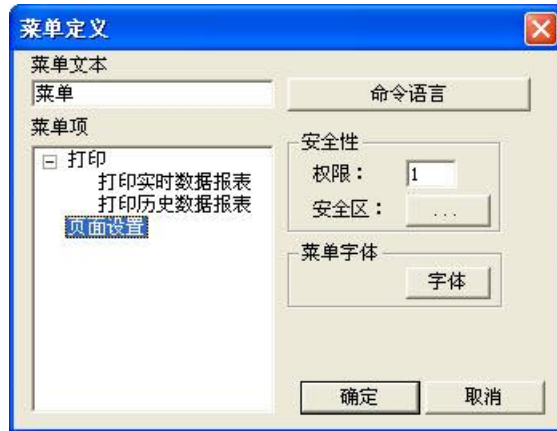 菜单定义
菜单文本
菜单
命令语言
菜单项
打印
打印实时数据报表
打印历史数据报表
页面设置
安全性
权限： 1
安全区： ...
菜单字体
字体
确定
取消